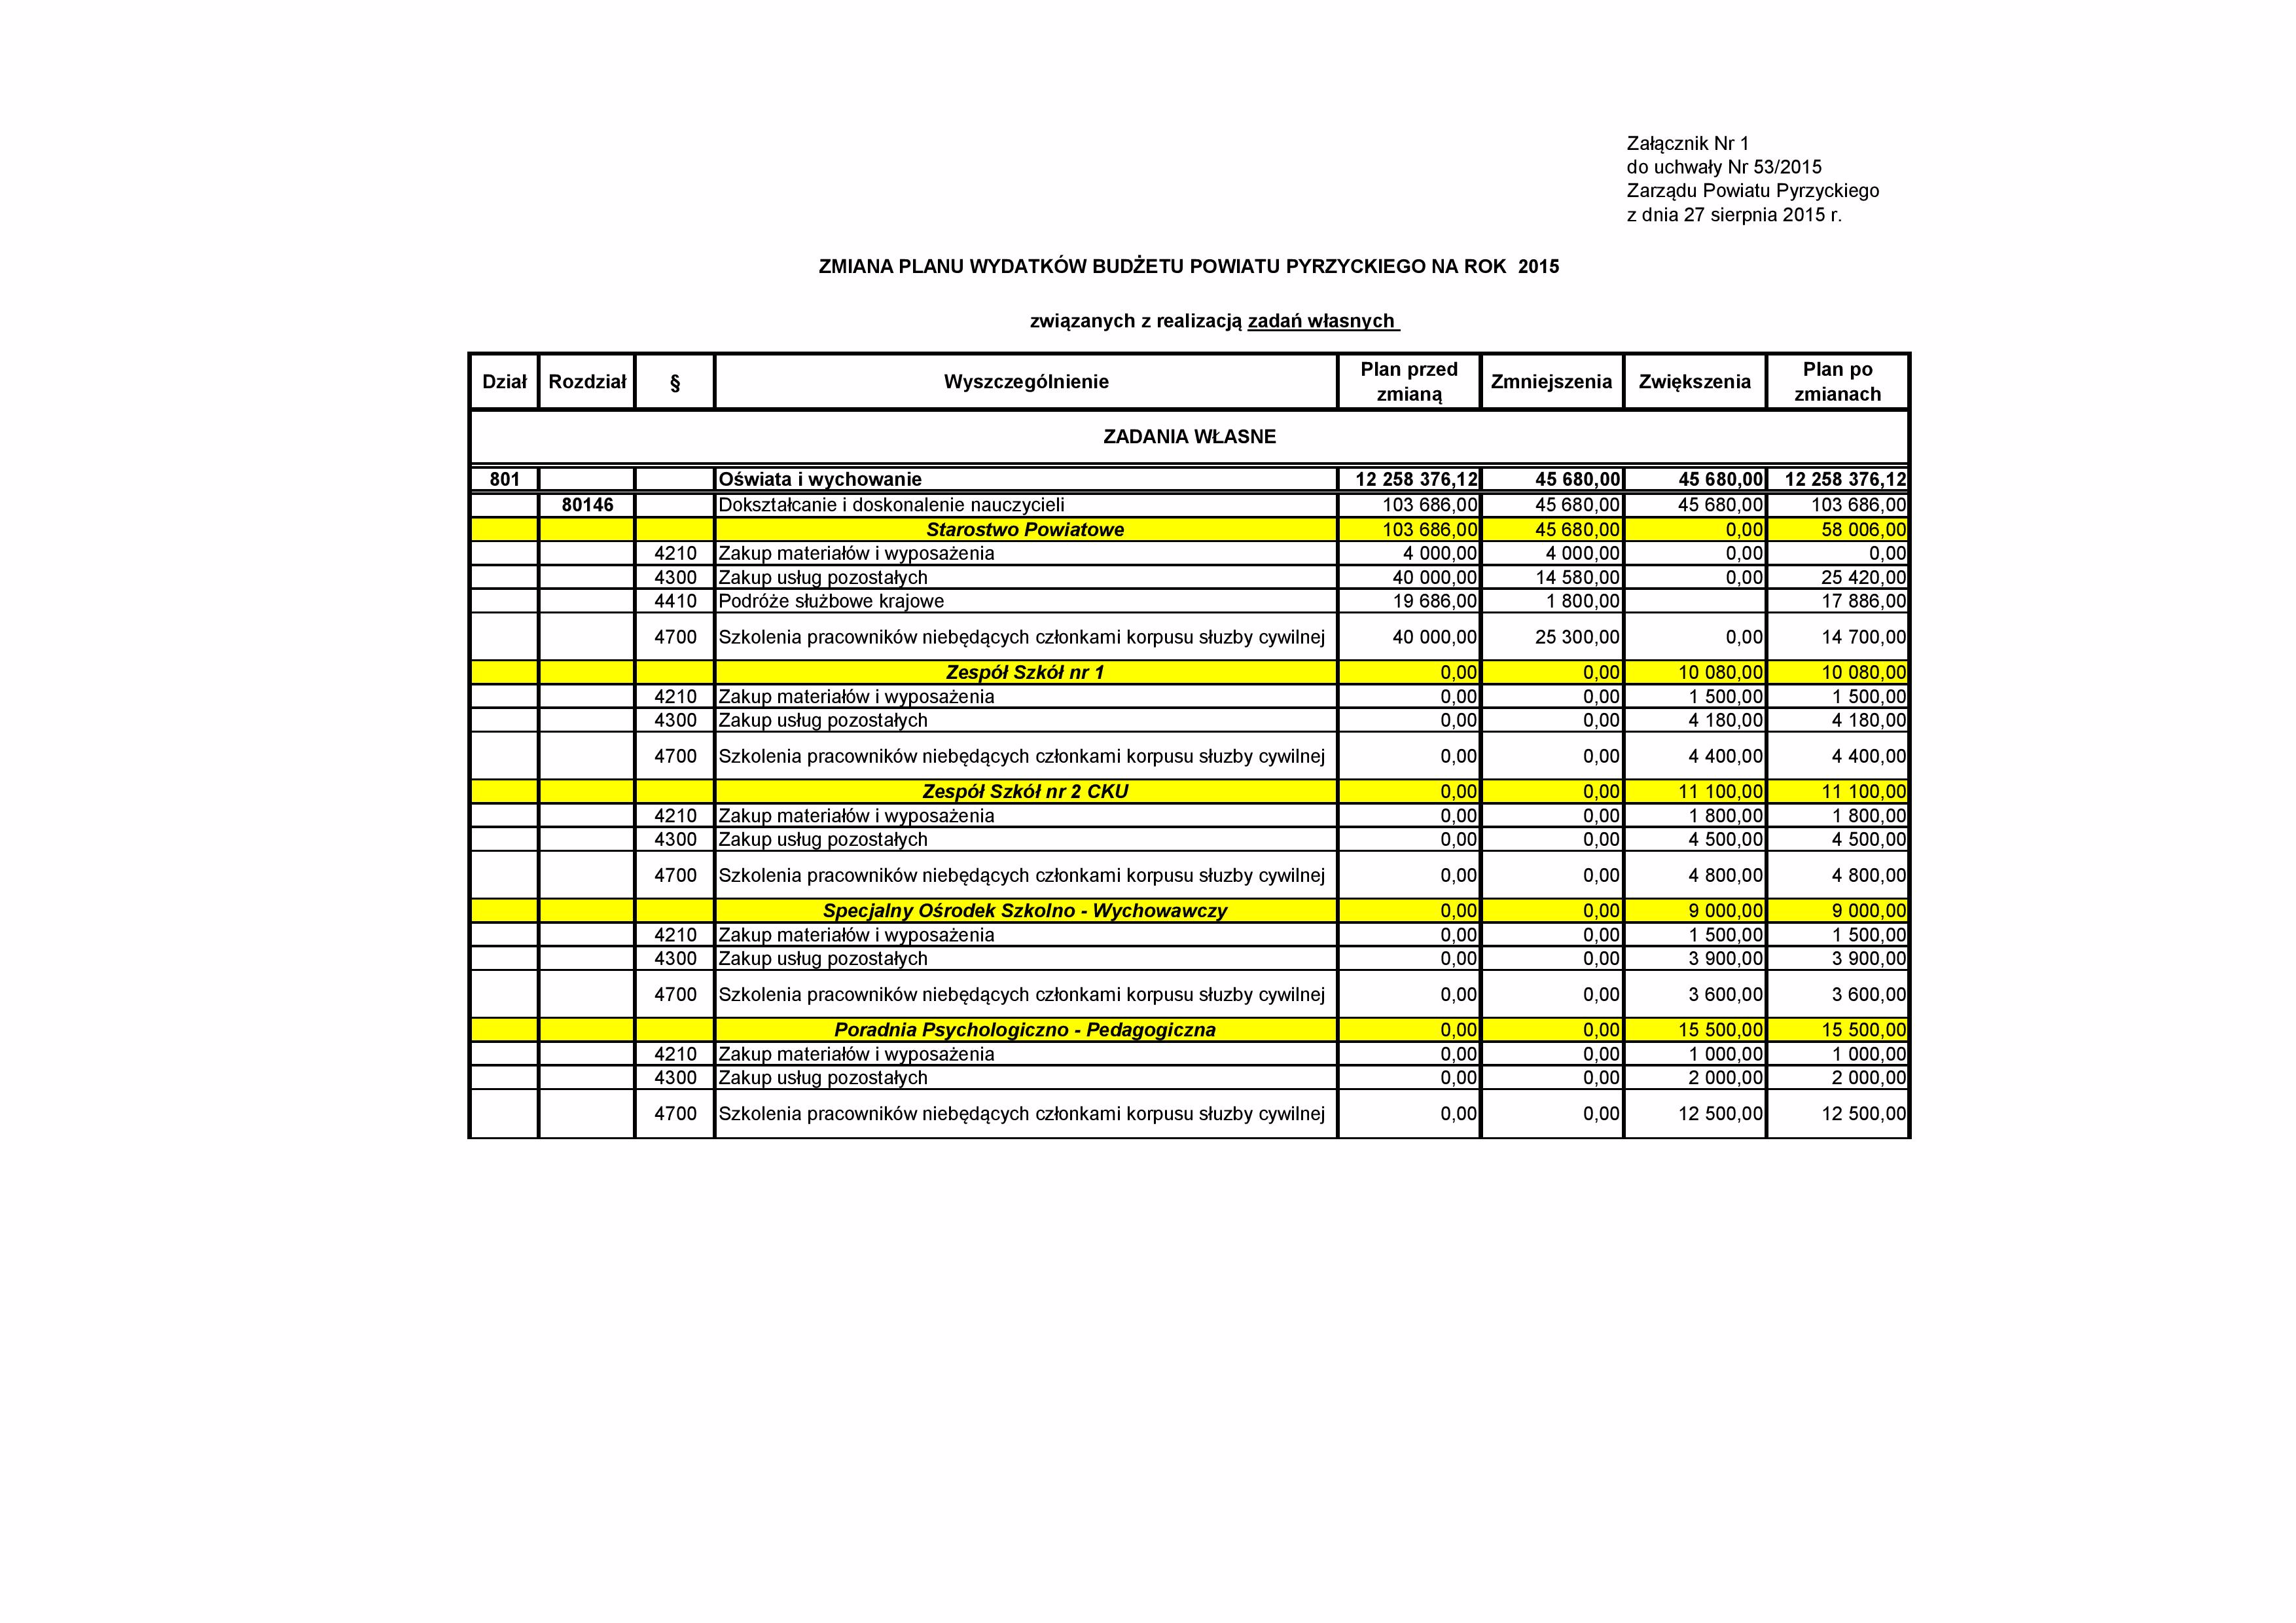 Załącznik Nr 1
do uchwały Nr 53/2015
Zarządu Powiatu Pyrzyckiego
z dnia 27 sierpnia 2015 r.
ZMIANA PLANU WYDATKÓW BUDŻETU POWIATU PYRZYCKIEGO NA ROK 2015
związanych z realizacją zadań własnych
Dział Rozdział § Wyszczególnienie Plan przed zmianą Zmniejszenia Zwiększenia Plan po zmianach
ZADANIA WŁASNE
801 Oświata i wychowanie 12 258 376,12 45 680,00 45 680,00 12 258 376,12
80146 Dokształcanie i doskonalenie nauczycieli 103 686,00 45 680,00 45 680,00 103 686,00
Starostwo Powiatowe 103 686,00 45 680,00 0,00 58 006,00
4210 Zakup materiałów i wyposażenia 4 000,00 4 000,00 0,00 0,00
4300 Zakup usług pozostałych 40 000,00 14 580,00 0,00 25 420,00
4410 Podróże służbowe krajowe 19 686,00 1 800,00 17 886,00
4700 Szkolenia pracowników niebędących członkami korpusu słuzby cywilnej 40 000,00 25 300,00 0,00 14 700,00
Zespół Szkół nr 1 0,00 0,00 10 080,00 10 080,00
4210 Zakup materiałów i wyposażenia 0,00 0,00 1 500,00 1 500,00
4300 Zakup usług pozostałych 0,00 0,00 4 180,00 4 180,00
4700 Szkolenia pracowników niebędących członkami korpusu słuzby cywilnej 0,00 0,00 4 400,00 4 400,00
Zespół Szkół nr 2 CKU 0,00 0,00 11 100,00 11 100,00
4210 Zakup materiałów i wyposażenia 0,00 0,00 1 800,00 1 800,00
4300 Zakup usług pozostałych 0,00 0,00 4 500,00 4 500,00
4700 Szkolenia pracowników niebędących członkami korpusu słuzby cywilnej 0,00 0,00 4 800,00 4 800,00
Specjalny Ośrodek Szkolno - Wychowawczy 0,00 0,00 9 000,00 9 000,00
4210 Zakup materiałów i wyposażenia 0,00 0,00 1 500,00 1 500,00
4300 Zakup usług pozostałych 0,00 0,00 3 900,00 3 900,00
4700 Szkolenia pracowników niebędących członkami korpusu słuzby cywilnej 0,00 0,00 3 600,00 3 600,00
Poradnia Psychologiczno - Pedagogiczna 0,00 0,00 15 500,00 15 500,00
4210 Zakup materiałów i wyposażenia 0,00 0,00 1 000,00 1 000,00
4300 Zakup usług pozostałych 0,00 0,00 2 000,00 2 000,00
4700 Szkolenia pracowników niebędących członkami korpusu słuzby cywilnej 0,00 0,00 12 500,00 12 500,00